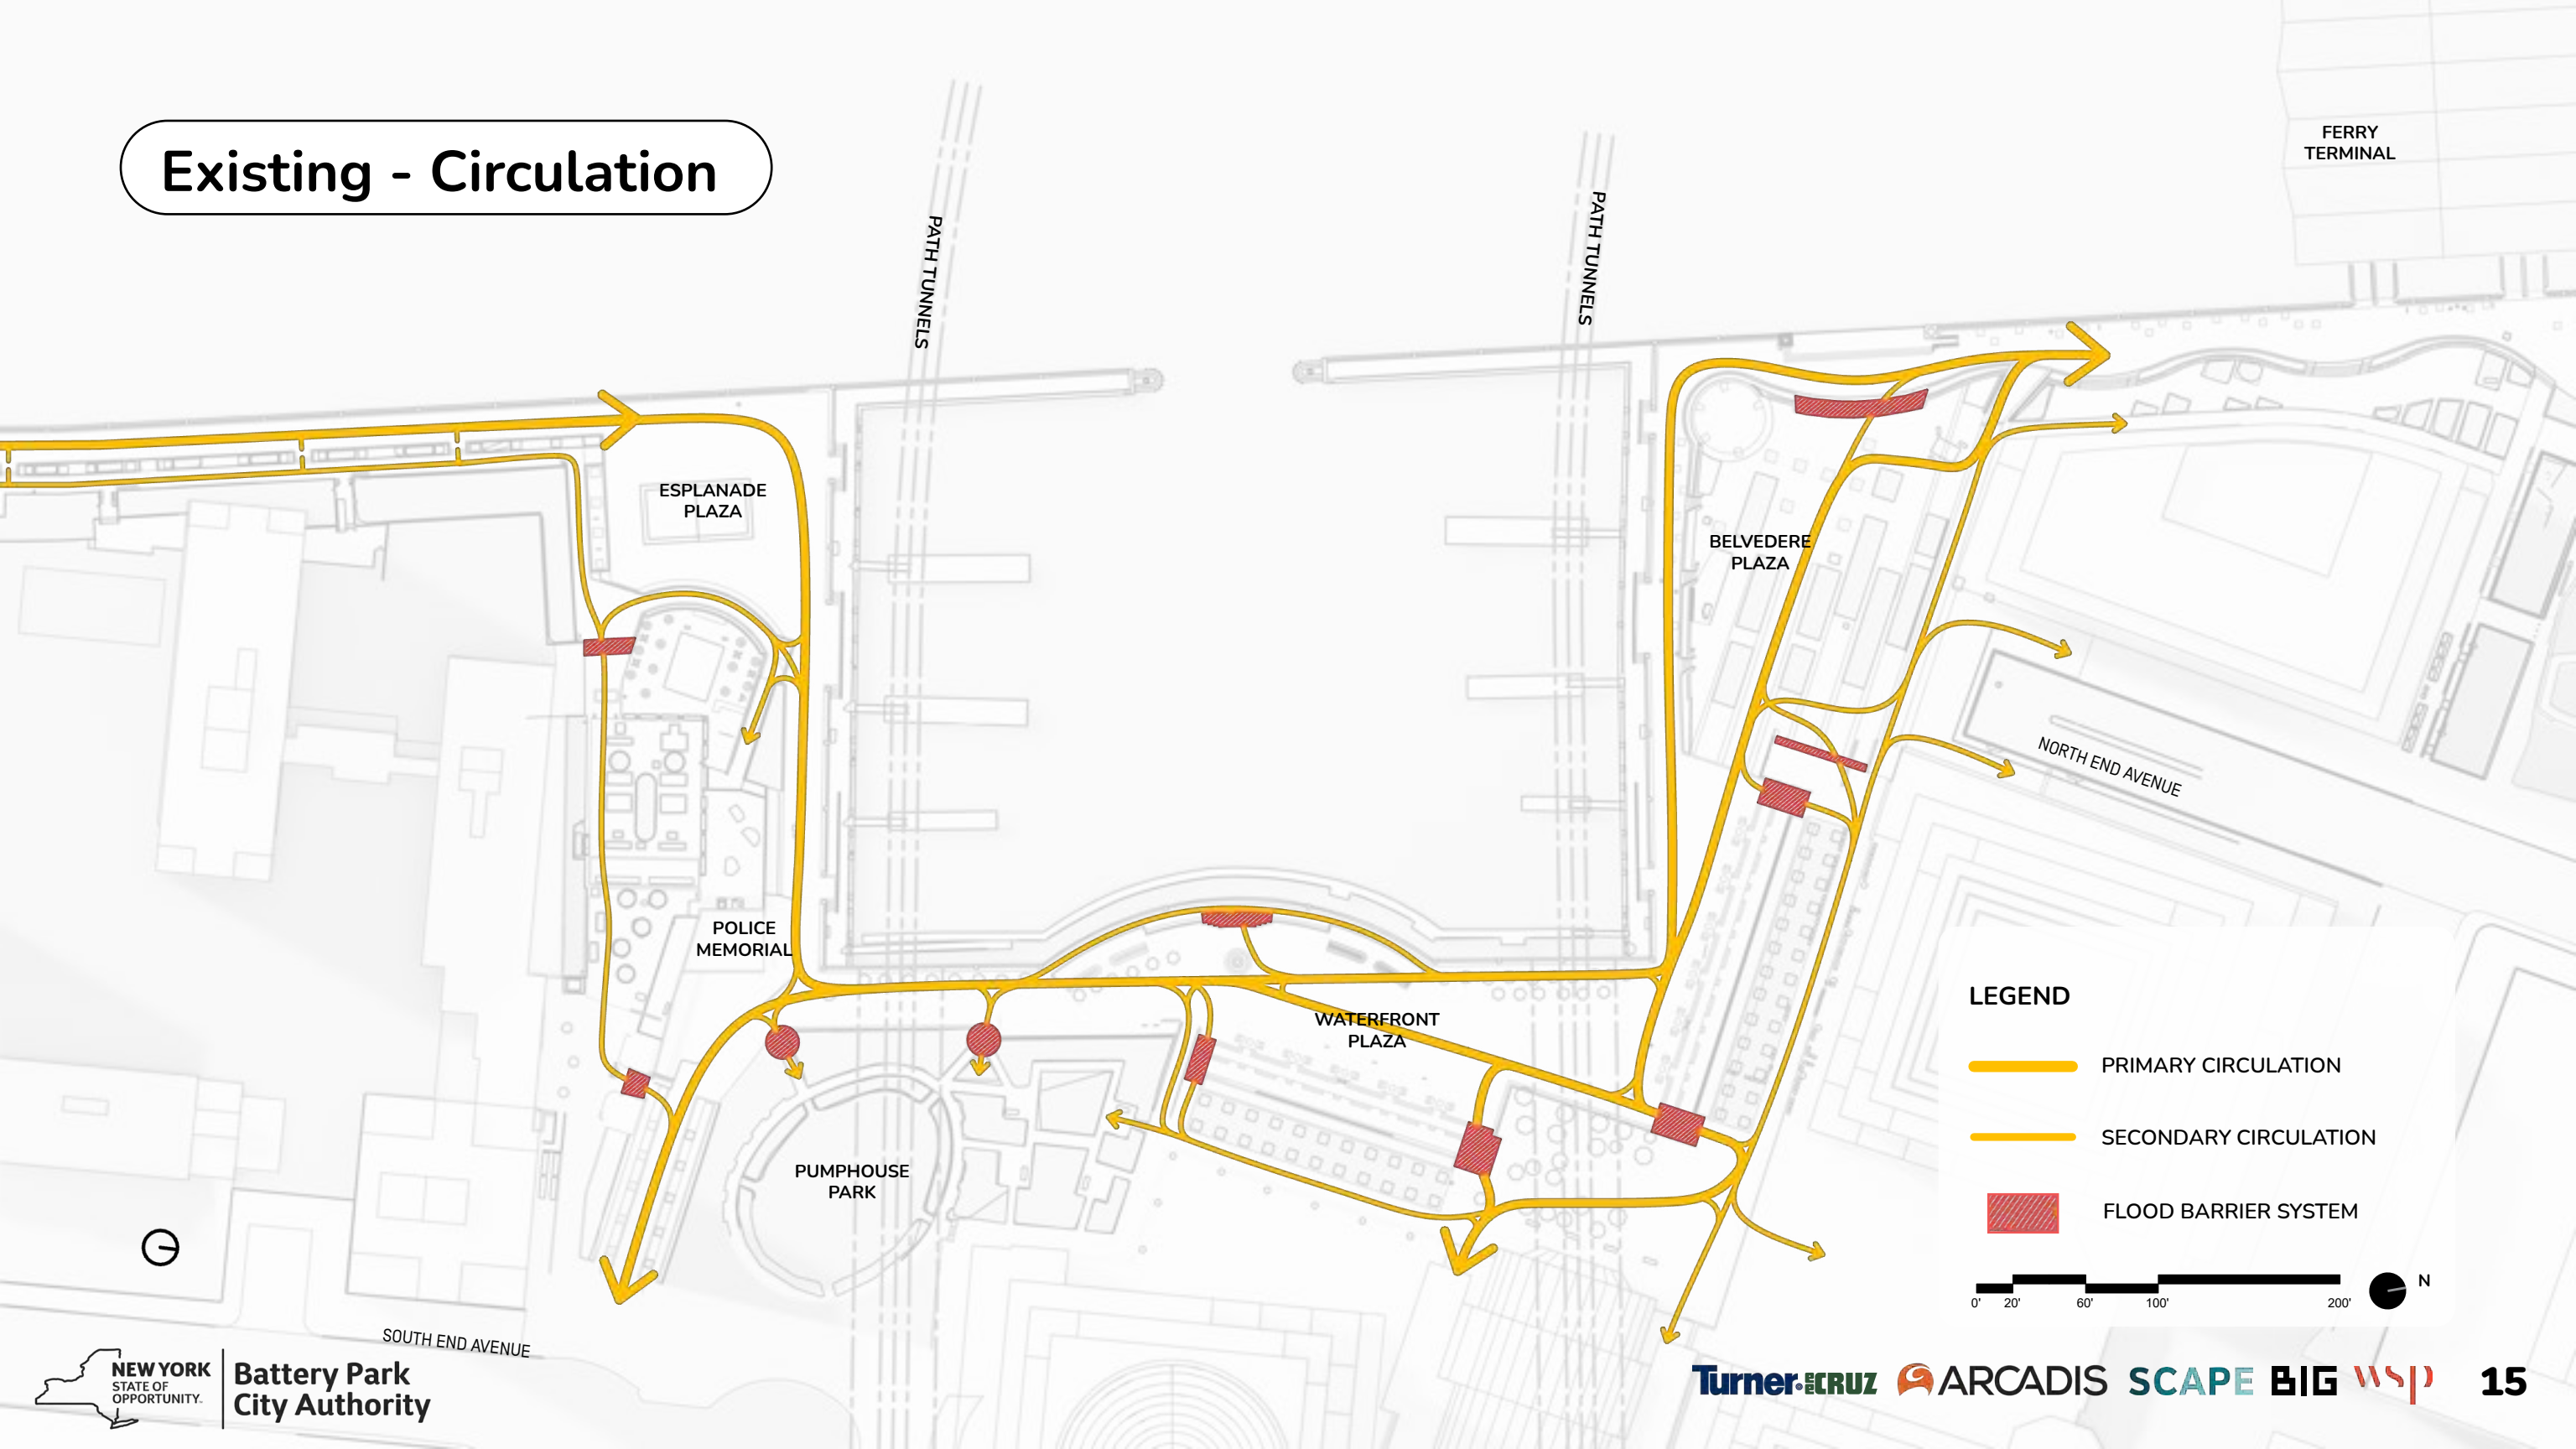 Existing - Circulation
FERRY
TERMINAL
PATH TUNNELS
PATH TUNNELS
ESPLANADE
PLAZA
BELVEDERE
PLAZA
NORTH END AVENUE
POLICE
MEMORIAL
WATERFRONT
PLAZA
PUMPHOUSE
PARK
SOUTH END AVENUE
LEGEND
PRIMARY CIRCULATION
SECONDARY CIRCULATION
FLOOD BARRIER SYSTEM
0' 20' 60' 100' 200'
N
NEW YORK
STATE OF
OPPORTUNITY.
Battery Park
City Authority
Turner CRUZ ARCADIS SCAPE BIG wsp 15